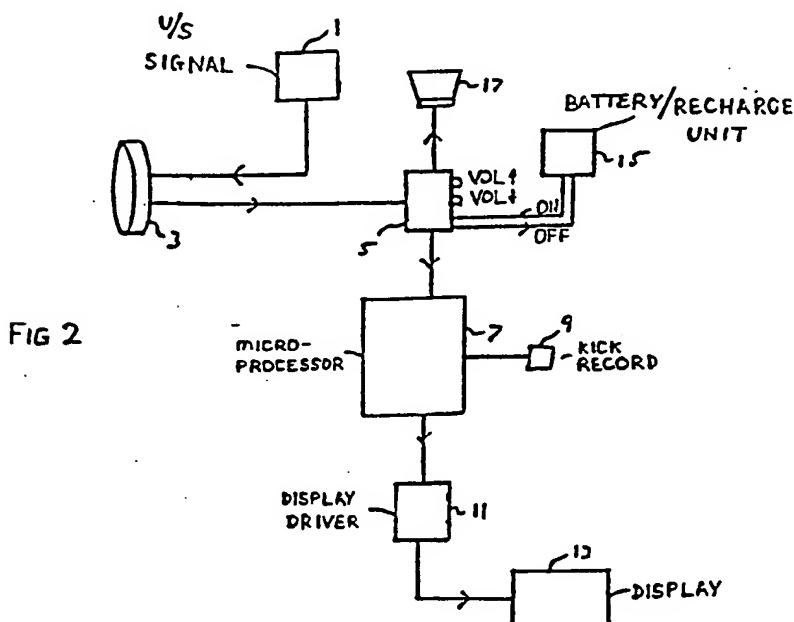 U/S
SIGNAL
1
17
BATTERY/RECHARGE
UNIT
15
3
5
VOL↑
VOL↓
ON
OFF
FIG 2
MICRO-
PROCESSOR
7
9
KICK
RECORD
DISPLAY
DRIVER
11
13
DISPLAY